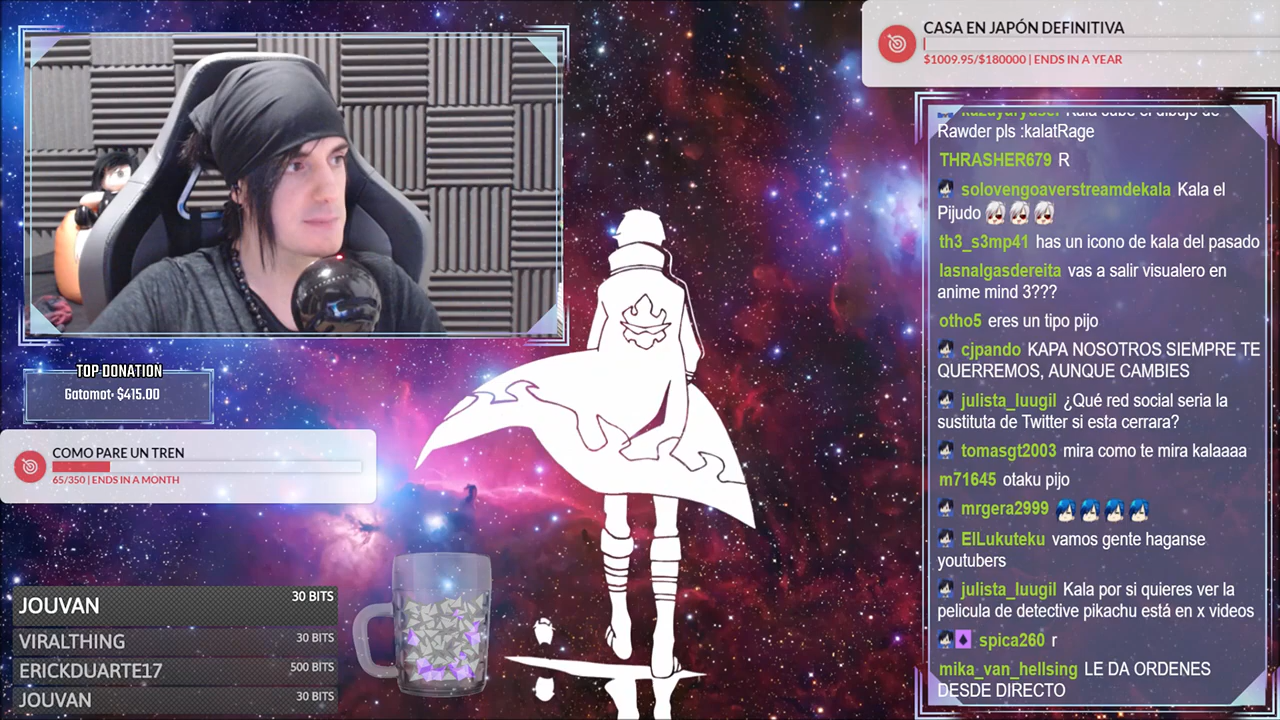 CASA EN JAPÓN DEFINITIVA
$1009.95/$180000 | ENDS IN A YEAR
Rawder pls :kalatRage
THRASHER679 R
solovengoaverstreamdekala Kala el
Pijudo
th3_s3mp41 has un icono de kala del pasado
lasnalgasdereita vas a salir visualero en
anime mind 3???
otho5 eres un tipo pijo
cjpando KAPA NOSOTROS SIEMPRE TE
QUERREMOS, AUNQUE CAMBIES
julista_luugil ¿Qué red social seria la
sustituta de Twitter si esta cerrara?
tomasgt2003 mira como te mira kalaaaa
m71645 otaku pijo
mrgera2999
ElLukuteku vamos gente haganse
youtubers
julista_luugil Kala por si quieres ver la
pelicula de detective pikachu está en x videos
spica260 r
mika_van_hellsing LE DA ORDENES
DESDE DIRECTO
TOP DONATION
Gatomot: $415.00
COMO PARE UN TREN
65/350 | ENDS IN A MONTH
JOUVAN 30 BITS
VIRALTHING 30 BITS
ERICKDUARTE17 500 BITS
JOUVAN 30 BITS